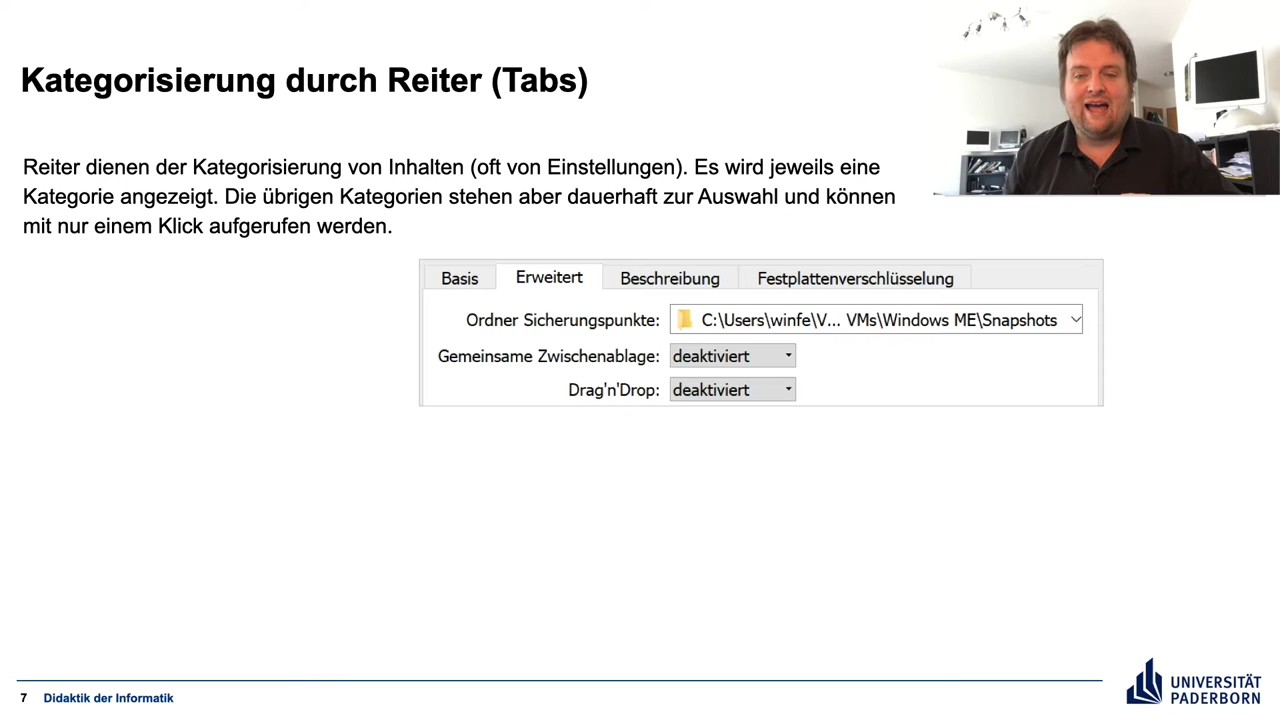 Kategorisierung durch Reiter (Tabs)
Reiter dienen der Kategorisierung von Inhalten (oft von Einstellungen). Es wird jeweils eine
Kategorie angezeigt. Die übrigen Kategorien stehen aber dauerhaft zur Auswahl und können
mit nur einem Klick aufgerufen werden.
Basis Erweitert Beschreibung Festplattenverschlüsselung
Ordner Sicherungspunkte: C:\Users\winfe\V... VMs\Windows ME\Snapshots
Gemeinsame Zwischenablage: deaktiviert
Drag'n'Drop: deaktiviert
7 Didaktik der Informatik
UNIVERSITÄT
PADERBORN